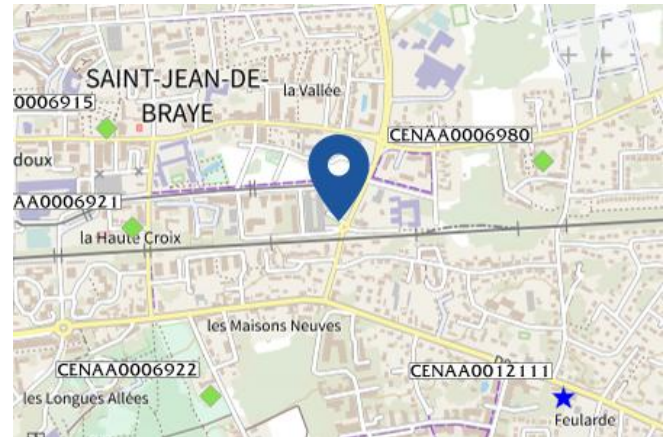 SAINT-JEAN-DE-
BRAYE
la Vallée
0006915
CENAA0006980
doux
AA0006921
la Haute Croix
les Maisons Neuves
CENAA0006922
CENAA0012111
les Longues Allées
Feularde